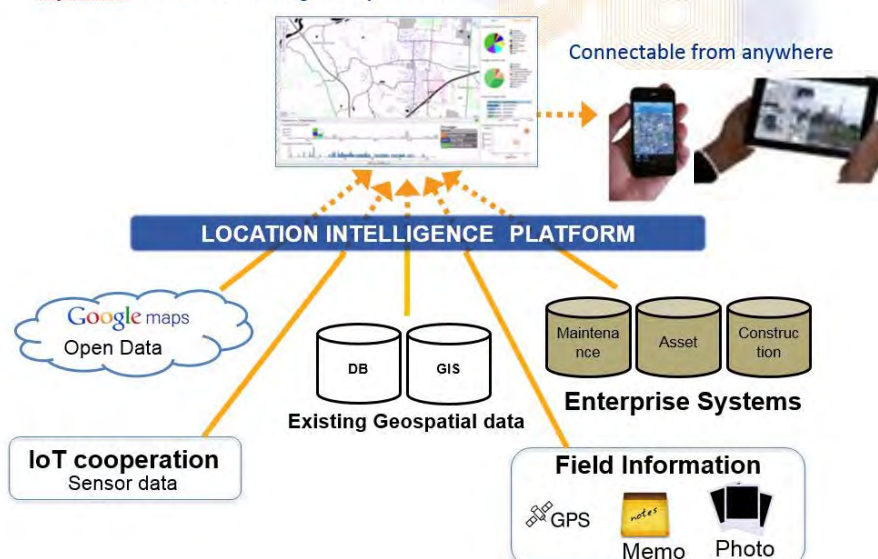 Connectable from anywhere
LOCATION INTELLIGENCE PLATFORM
Google maps
Open Data
DB
GIS
Existing Geospatial data
Maintena
nce
Asset
Construc
tion
Enterprise Systems
IoT cooperation
Sensor data
Field Information
GPS
notes
Memo
Photo